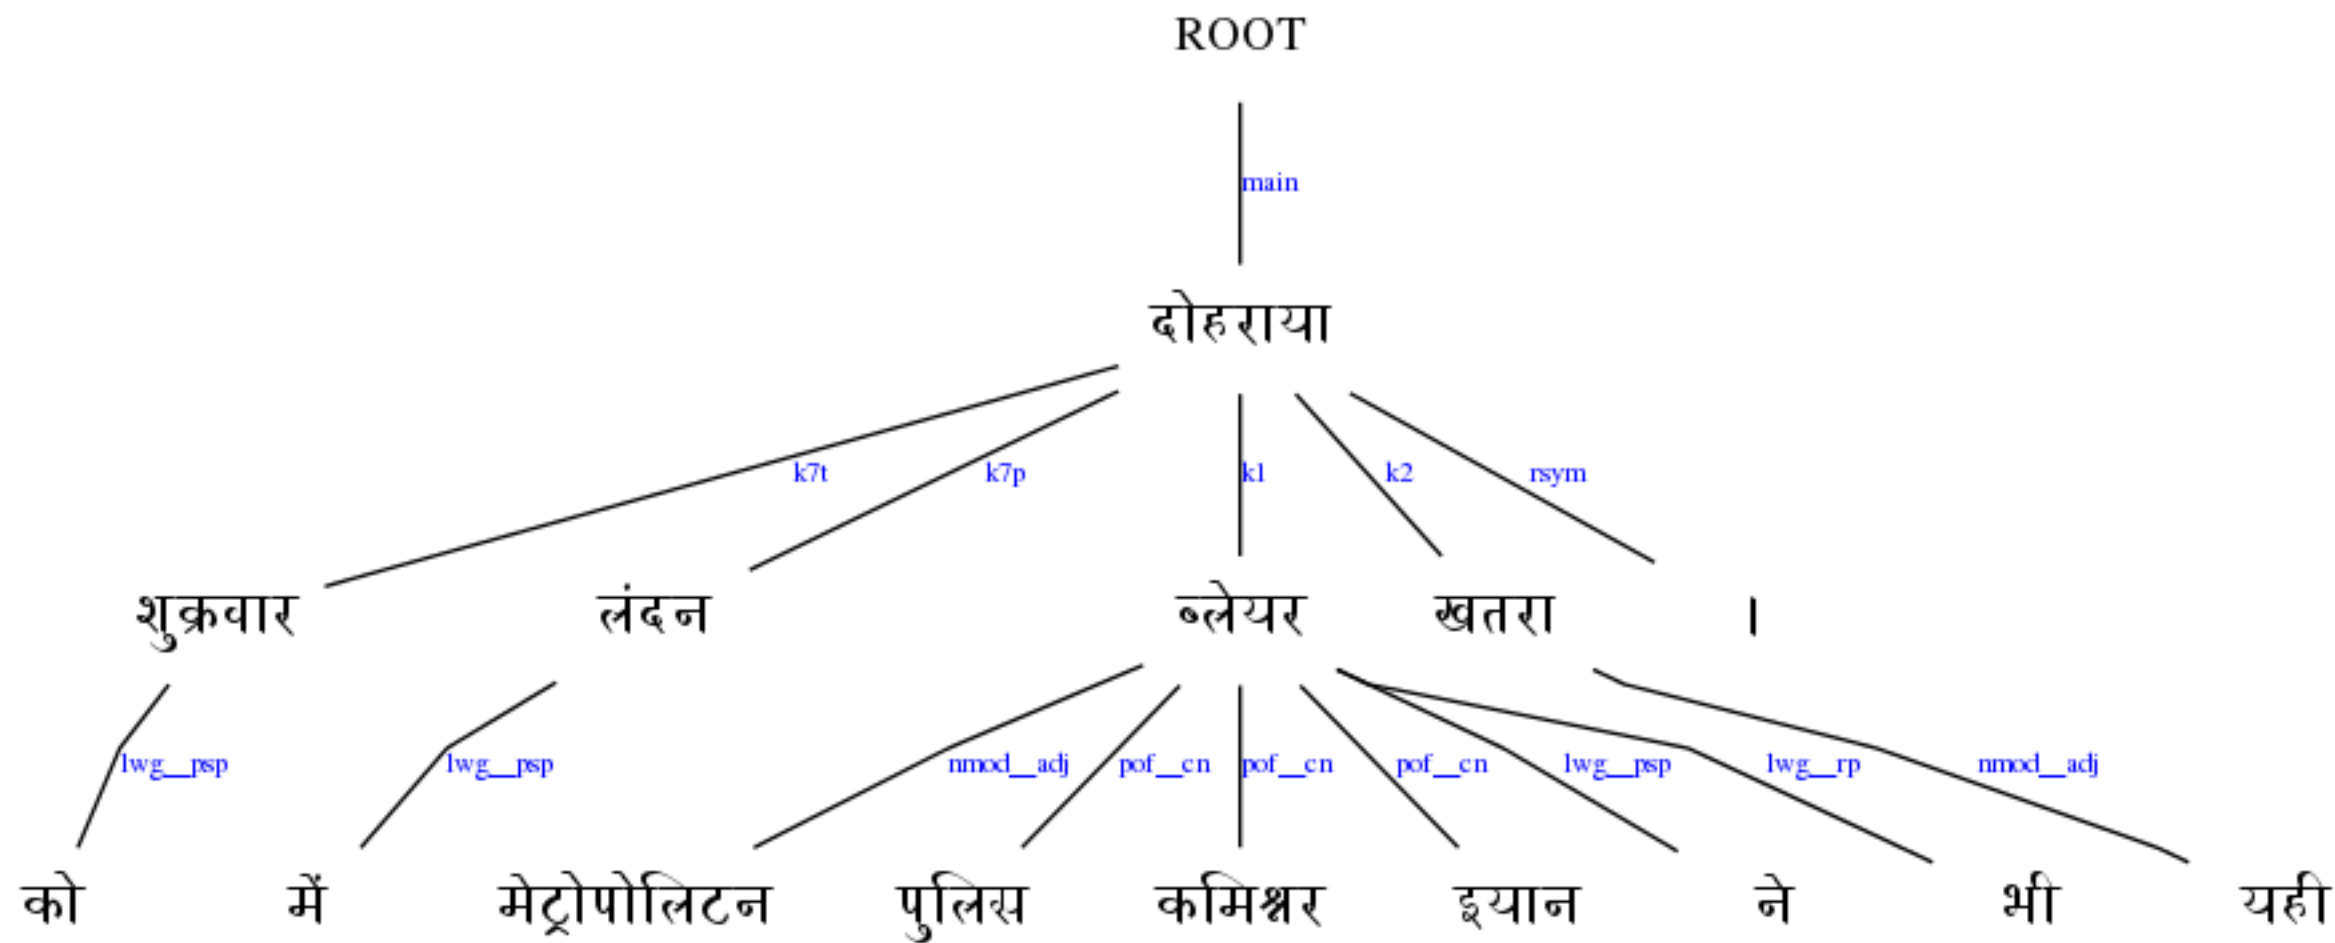 ROOT
main
दोहराया
k7t k7p k1 k2 rsym
शुक्रवार लंदन ब्लेयर खतरा ।
lwg__psp lwg__psp nmod__adj pof__cn pof__cn pof__cn lwg__psp lwg__rp nmod__adj
को में मेट्रोपोलिटन पुलिस कमिश्नर इयान ने भी यही